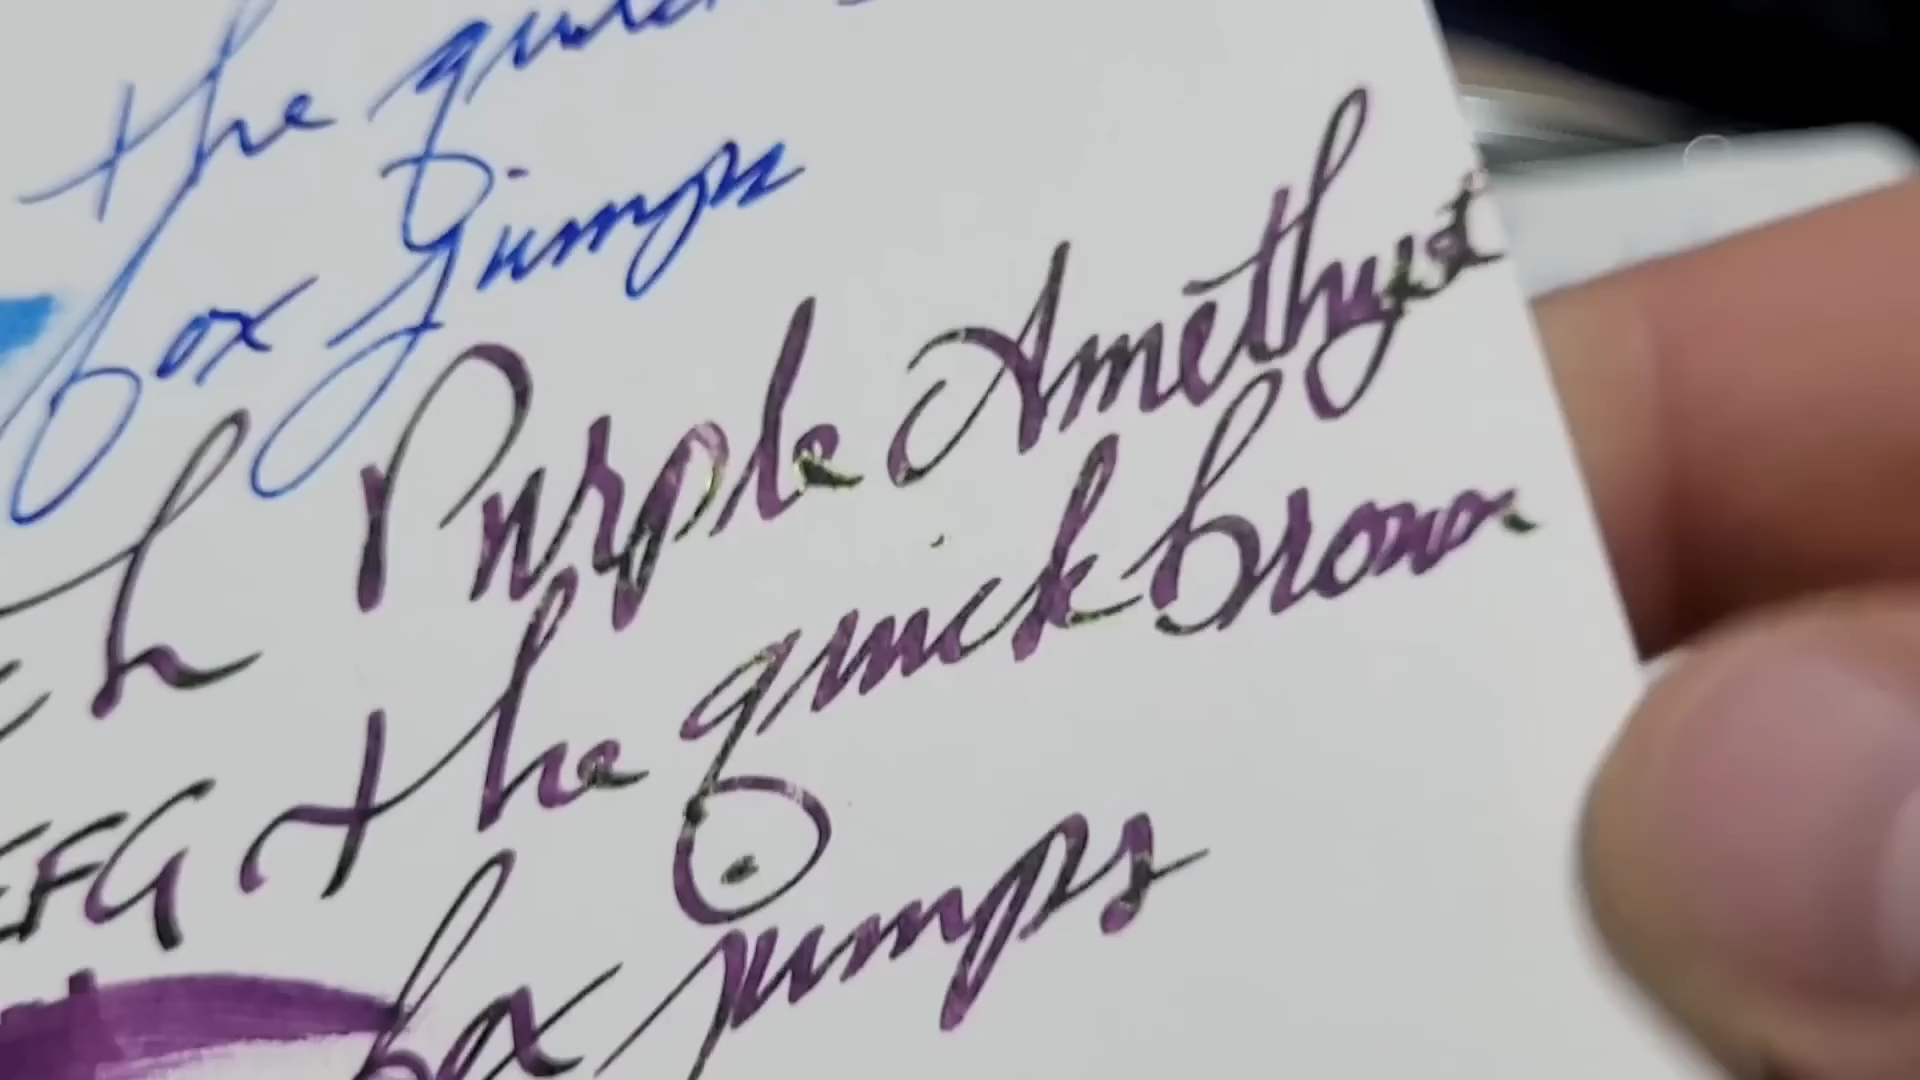 the
fox jumps
h Purple Amethyst
EFG the quick brown
fox jumps